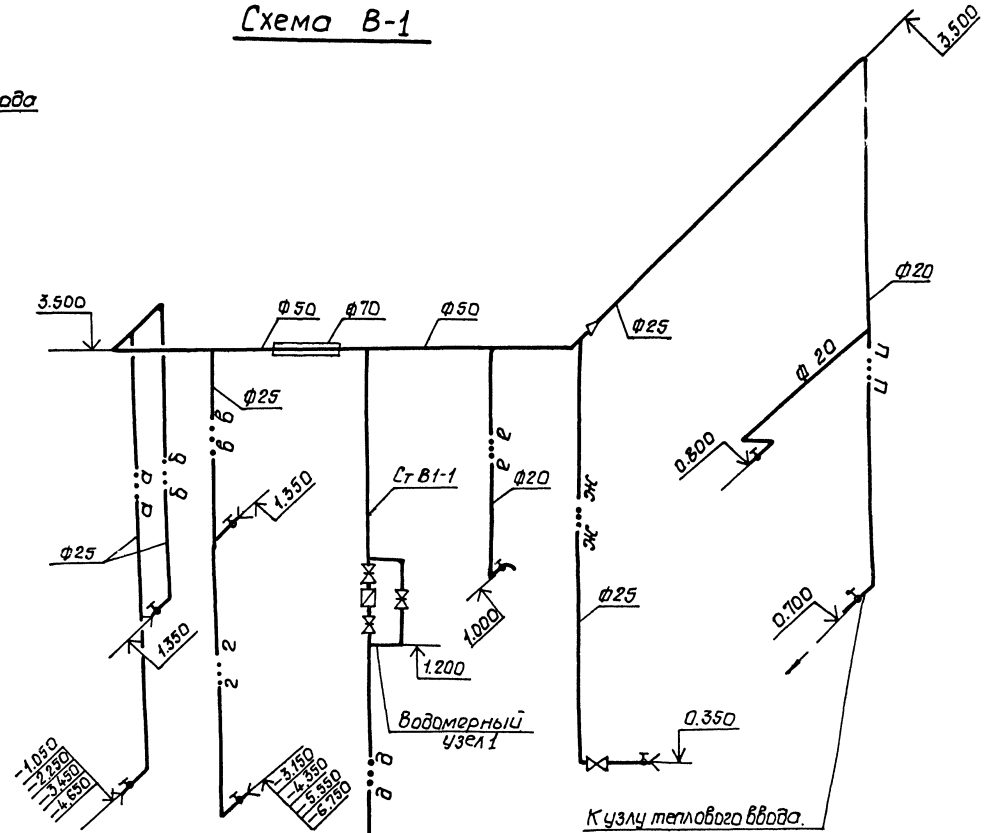 Схема В-1
ода
3.500
3.500
ф50
ф70
ф50
ф25
ф20
ф25
ф 20
и
и
в
в
е
е
0.800
а
а
б
б
1.350
Ст В1-1
ф20
ж
ж
ф25
ф25
0.700
1.000
1.350
г
г
1.200
Водомерный
узел 1
0.350
д
д
-1.050
-2.250
-3.450
-4.650
-3.150
-4.350
-5.550
-6.750
К узлу теплового ввода.